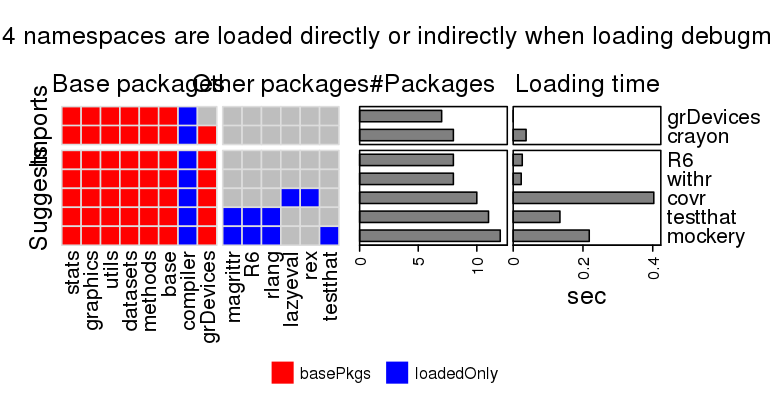 4 namespaces are loaded directly or indirectly when loading debugm
Base packages Other packages #Packages Loading time
Imports
Suggests
grDevices
crayon
R6
withr
covr
testthat
mockery
stats
graphics
utils
datasets
methods
base
compiler
grDevices
magrittr
R6
rlang
lazyeval
rex
testthat
0 5 10
0 0.2 0.4
sec
basePkgs loadedOnly